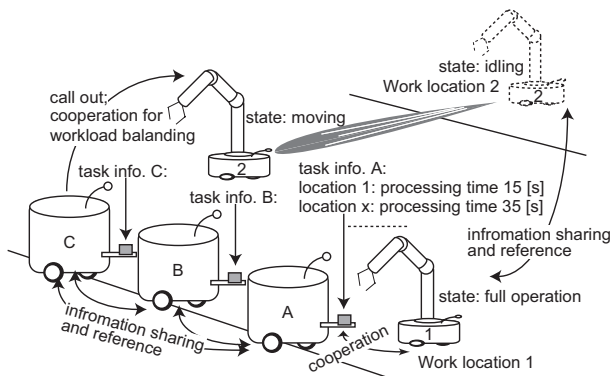 state: idling
Work location 2
2
call out;
cooperation for
workload balanding
state: moving
2
task info. C:
task info. B:
task info. A:
location 1: processing time 15 [s]
location x: processing time 35 [s]
infromation sharing
and reference
C
B
A
state: full operation
1
infromation sharing
and reference
cooperation
Work location 1